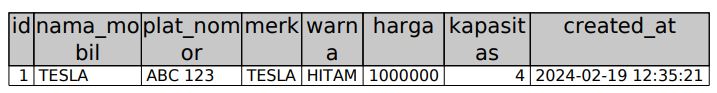 id nama_mo plat_nom merk warn harga kapasit created_at
bil or a as
1 TESLA ABC 123 TESLA HITAM 1000000 4 2024-02-19 12:35:21